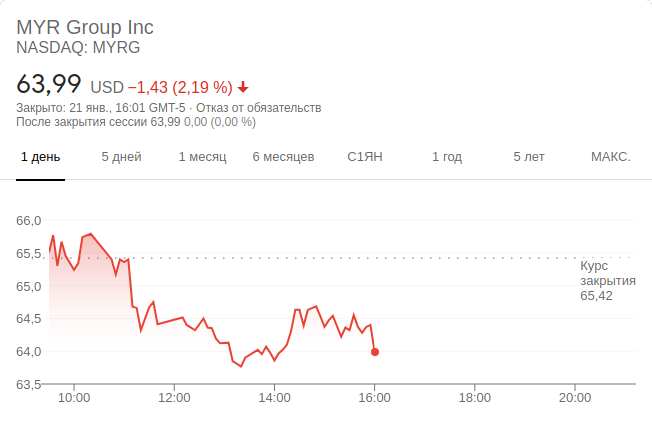 MYR Group Inc
NASDAQ: MYRG
63,99 USD −1,43 (2,19 %)
Закрыто: 21 янв., 16:01 GMT-5 · Отказ от обязательств
После закрытия сессии 63,99 0,00 (0,00 %)
1 день 5 дней 1 месяц 6 месяцев С1ЯН 1 год 5 лет МАКС.
66,0
65,5
Курс
закрытия
65,42
65,0
64,5
64,0
63,5
10:00 12:00 14:00 16:00 18:00 20:00